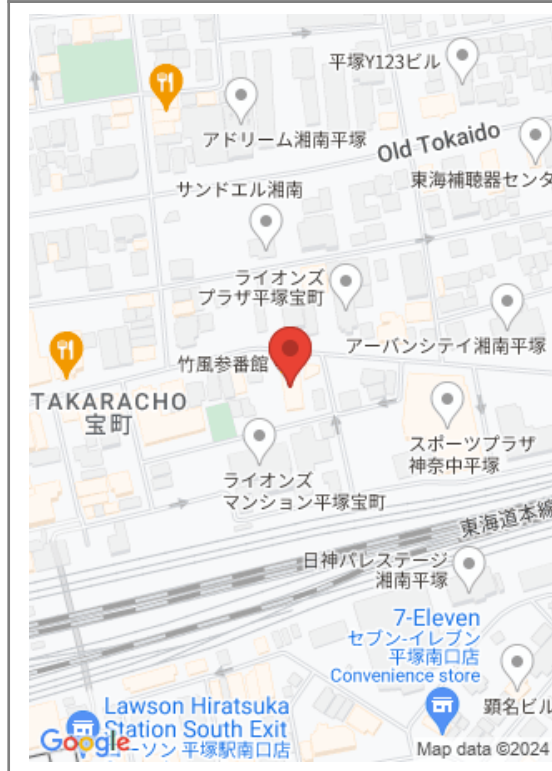 平塚Y123ビル
アドリーム湘南平塚
Old Tokaido
東海補聴器センタ
サンドエル湘南
ライオンズ
プラザ平塚宝町
アーバンシテイ湘南平塚
竹風参番館
TAKARACHO
宝町
スポーツプラザ
神奈中平塚
ライオンズ
マンション平塚宝町
東海道本線
日神パレステージ
湘南平塚
7-Eleven
セブン-イレブン
平塚南口店
Convenience store
顕名ビル
Lawson Hiratsuka
Station South Exit
ローソン 平塚駅南口店
Google
Map data ©2024